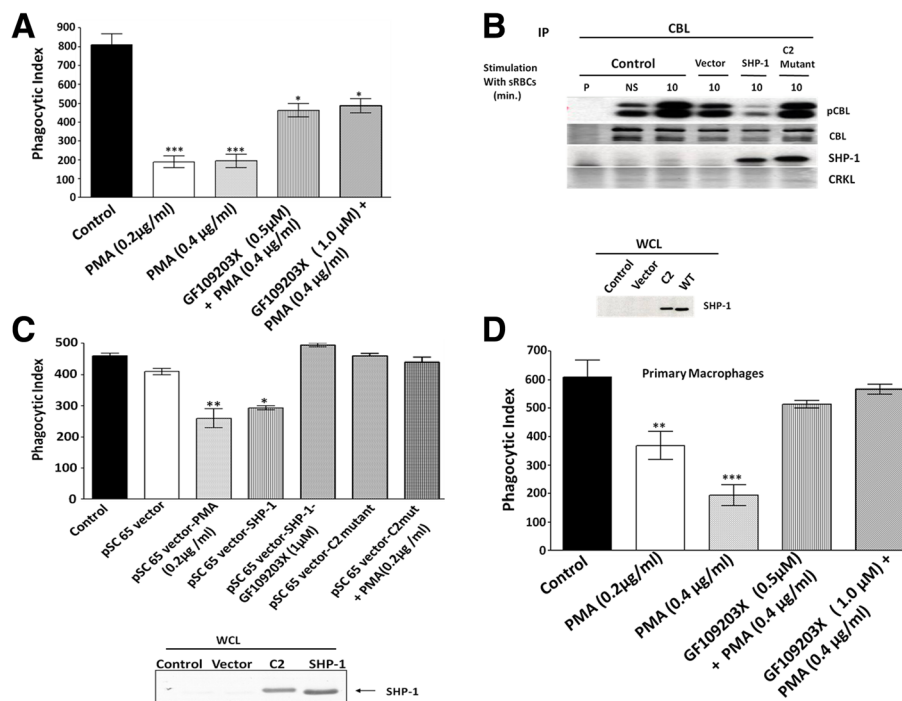 A
Phagocytic Index
900
800
700
600
500
400
300
200
100
0
***
***
*
*
Control
PMA (0.2µg/ml)
PMA (0.4 µg/ml)
GF109203X (0.5µM)
+ PMA (0.4 µg/ml)
GF109203X ( 1.0 µM) +
PMA (0.4 µg/ml)
B
IP
CBL
Stimulation
With sRBCs
(min.)
Control
Vector
SHP-1
C2
Mutant
P
NS
10
10
10
10
pCBL
CBL
SHP-1
CRKL
WCL
Control
Vector
C2
WT
SHP-1
C
Phagocytic Index
500
400
300
200
100
0
**
*
Control
pSC 65 vector
pSC 65 vector-PMA
(0.2µg /ml)
pSC 65 vector-SHP-1
pSC 65 vector-SHP-1-
GF109203X (1µM)
pSC 65 vector-C2 mutant
pSC 65 vector-C2mut
+ PMA(0.2µg/ml)
WCL
Control Vector C2 SHP-1
SHP-1
D
Primary Macrophages
Phagocytic Index
700
600
500
400
300
200
100
0
**
***
Control
PMA (0.2µg/ml)
PMA (0.4 µg/ml)
GF109203X (0.5µM)
+ PMA (0.4 µg/ml)
GF109203X ( 1.0 µM) +
PMA (0.4 µg/ml)